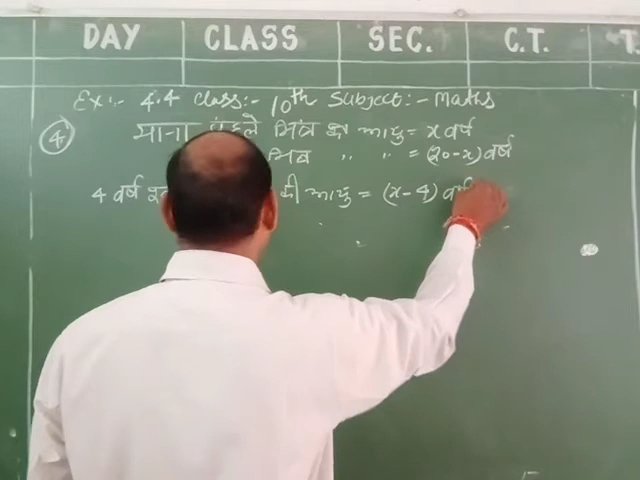 DAY CLASS SEC. C.T. T.
Ex:- 4.4 Class:- 10th Subject:- Maths
4 माना पहले मित्र की आयु = x वर्ष
मित्र " " = (20-x) वर्ष
4 वर्ष की आयु = (x-4) वर्ष